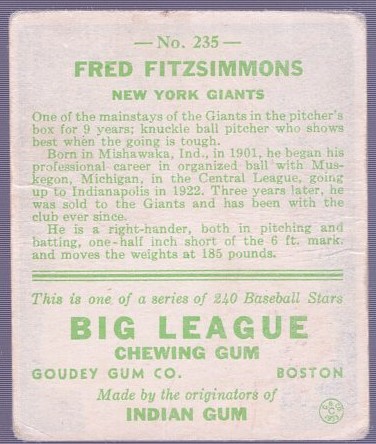 — No. 235 —
FRED FITZSIMMONS
NEW YORK GIANTS
One of the mainstays of the Giants in the pitcher's
box for 9 years; knuckle ball pitcher who shows
best when the going is tough.
Born in Mishawaka, Ind., in 1901, he began his
professional career in organized ball with Mus-
kegon, Michigan, in the Central League, going
up to Indianapolis in 1922. Three years later, he
was sold to the Giants and has been with the
club ever since.
He is a right-hander, both in pitching and
batting, one-half inch short of the 6 ft. mark
and moves the weights at 185 pounds.
This is one of a series of 240 Baseball Stars
BIG LEAGUE
CHEWING GUM
GOUDEY GUM CO. BOSTON
Made by the originators of
INDIAN GUM